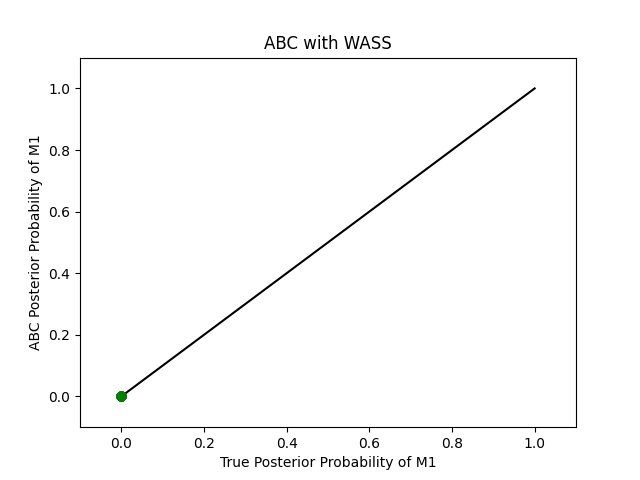 ABC with WASS
ABC Posterior Probability of M1
1.0
0.8
0.6
0.4
0.2
0.0
0.0 0.2 0.4 0.6 0.8 1.0
True Posterior Probability of M1